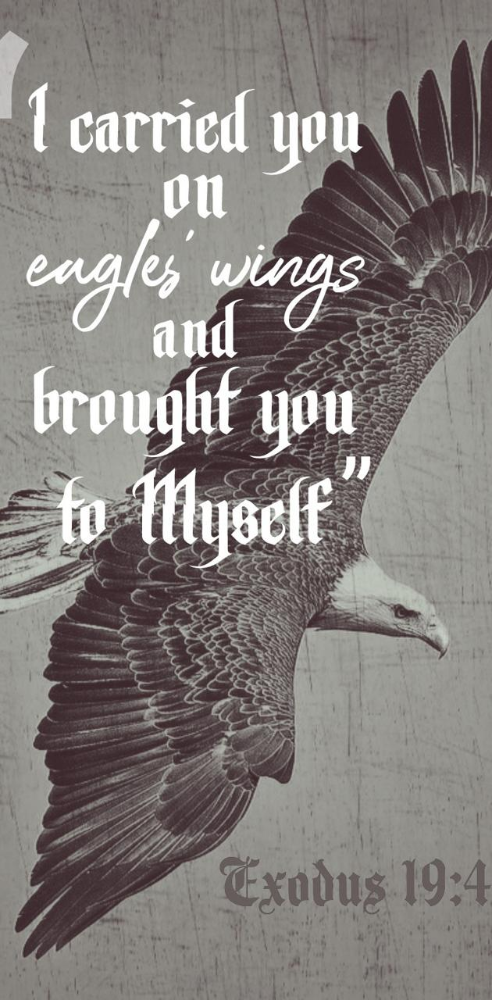 "I carried you
on
eagles' wings
and
brought you
to Myself"
Exodus 19:4